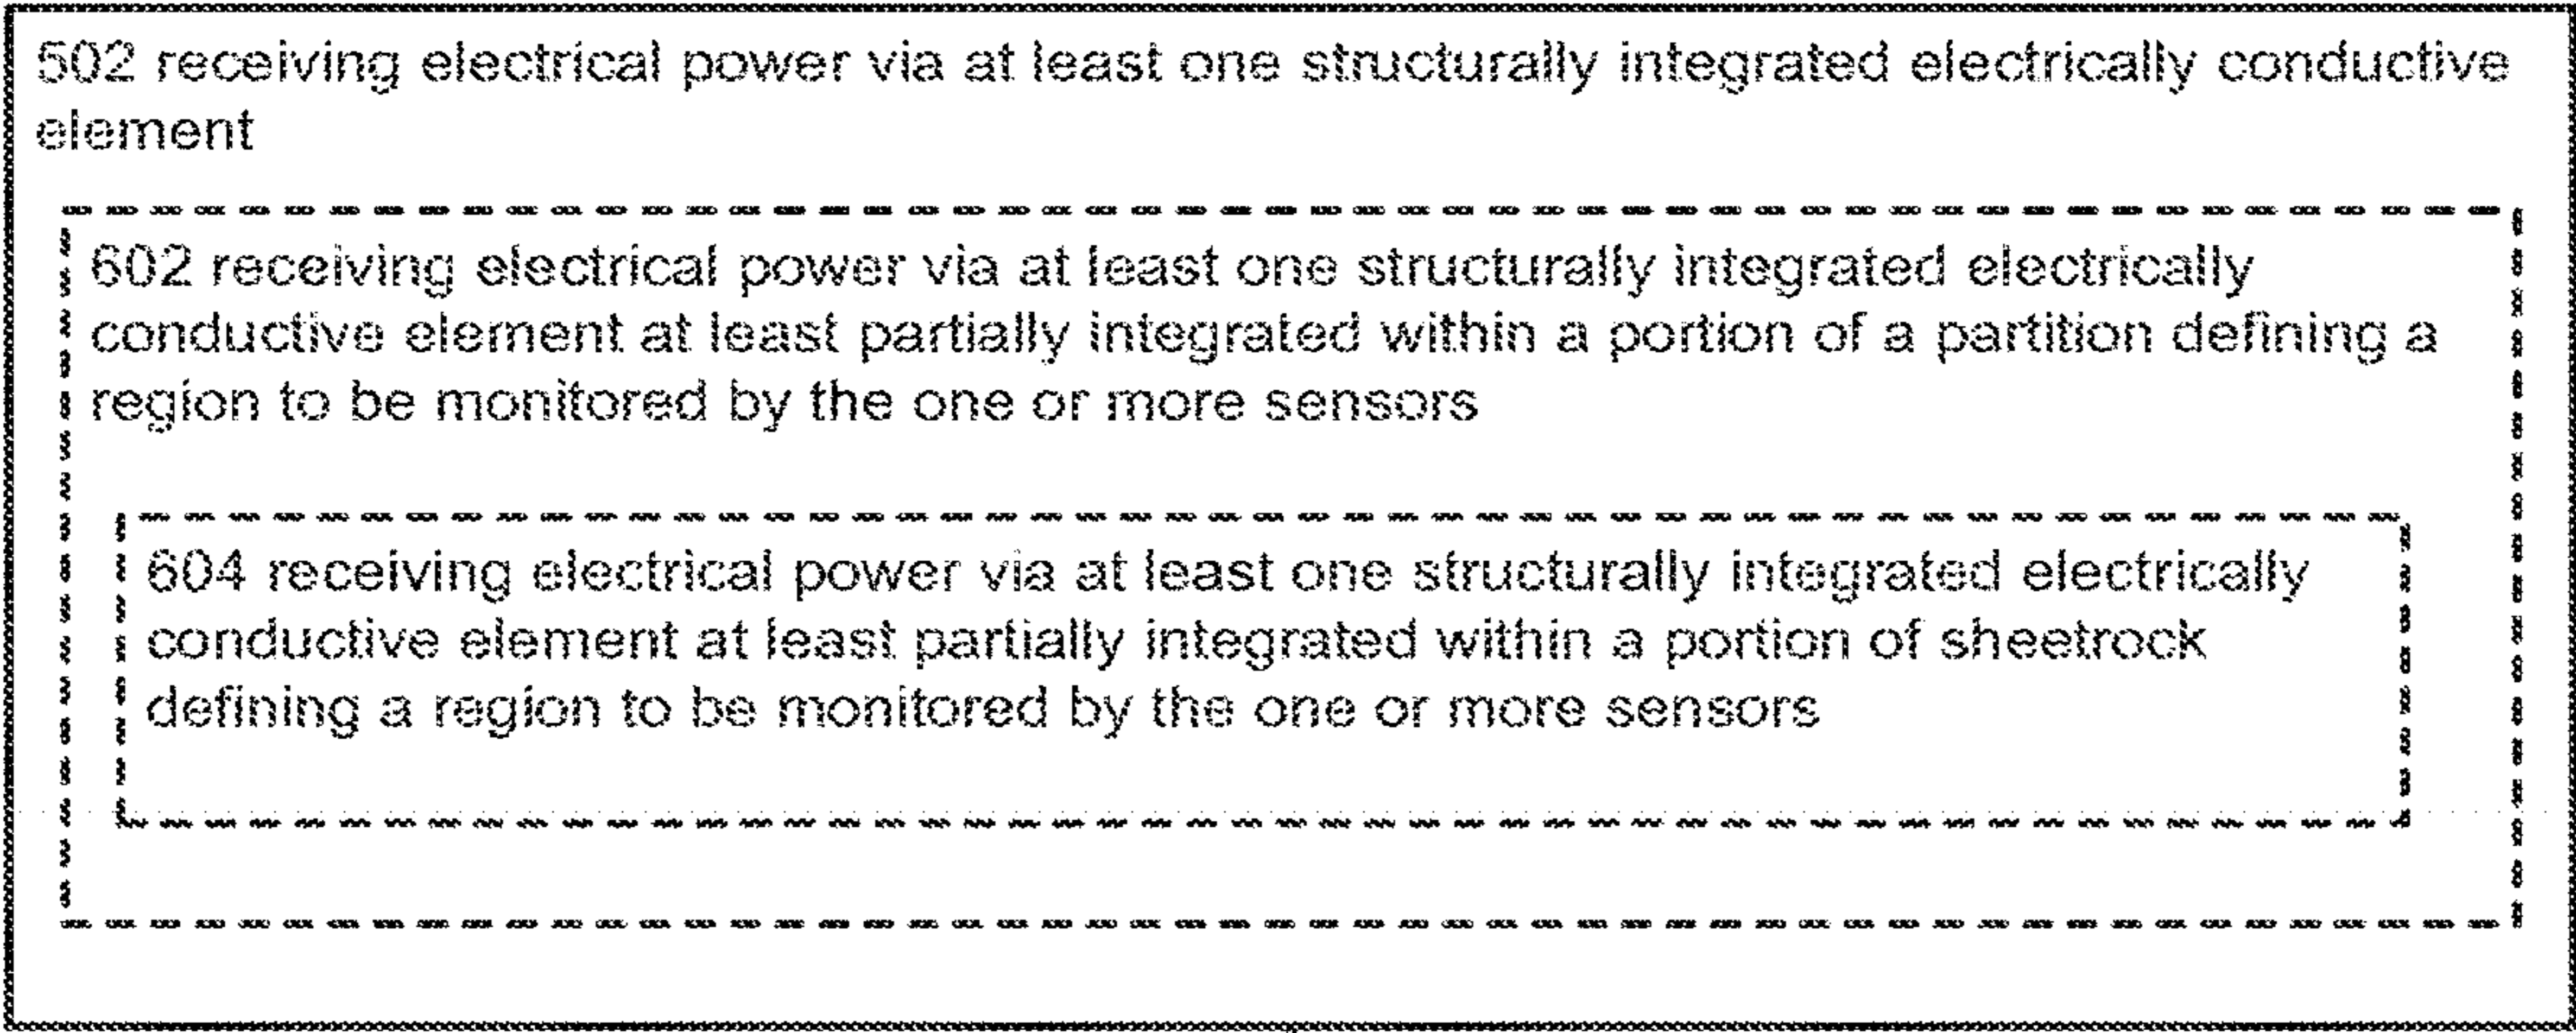 502 receiving electrical power via at least one structurally integrated electrically conductive
element
602 receiving electrical power via at least one structurally integrated electrically
conductive element at least partially integrated within a portion of a partition defining a
region to be monitored by the one or more sensors
604 receiving electrical power via at least one structurally integrated electrically
conductive element at least partially integrated within a portion of sheetrock
defining a region to be monitored by the one or more sensors